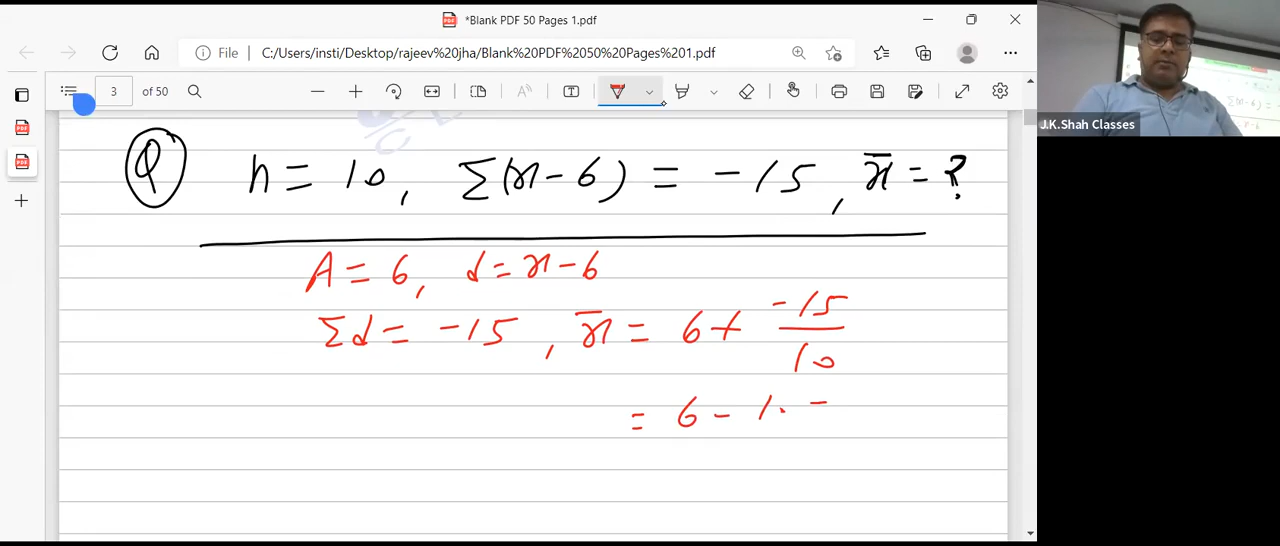 *Blank PDF 50 Pages 1.pdf
File C:/Users/insti/Desktop/rajeev%20jha/Blank%20PDF%2050%20Pages%201.pdf
3 of 50
J.K.Shah Classes
Q n = 10, Σ(x - 6) = -15, x̄ = ?
A = 6, d = x - 6
Σd = -15, x̄ = 6 + -15/10
= 6 - 1.